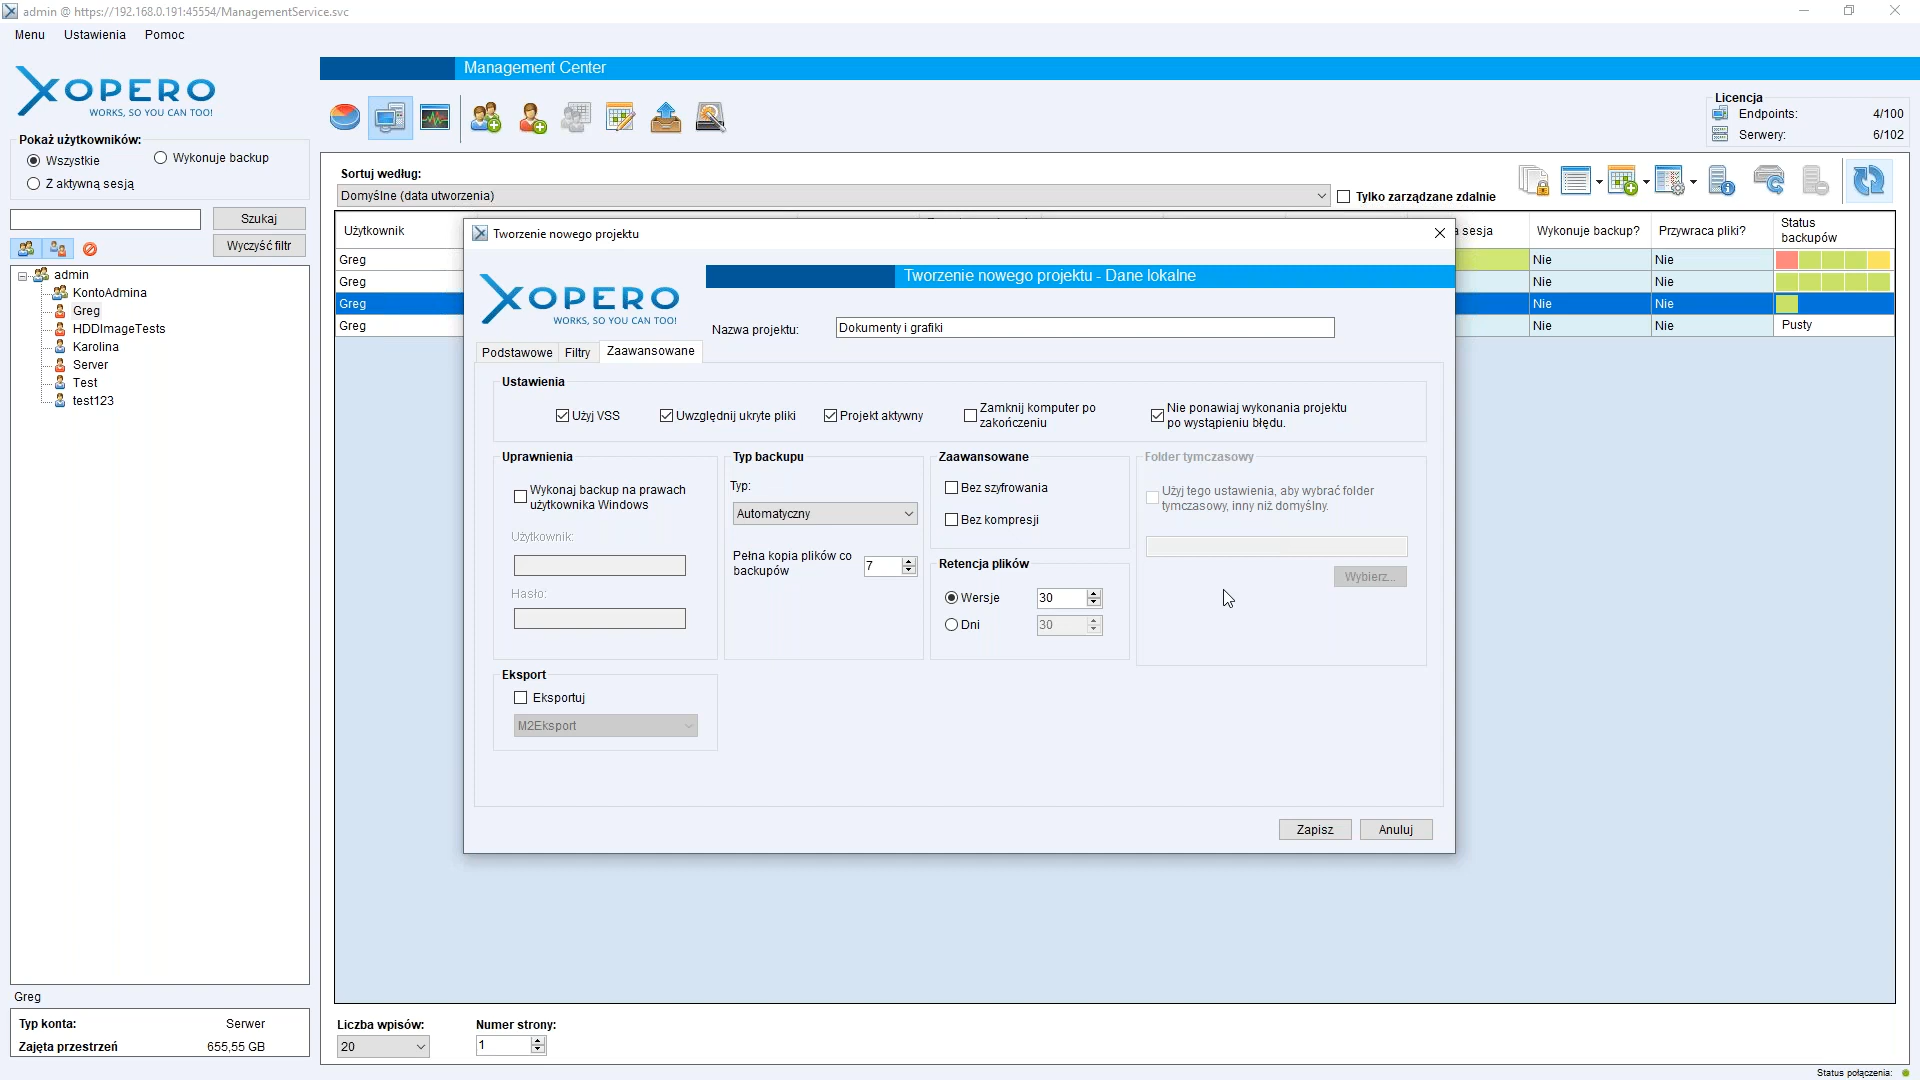 admin @ https://192.168.0.191:45554/ManagementService.svc
Menu Ustawienia Pomoc
XOPERO
WORKS, SO YOU CAN TOO!
Management Center
Licencja
Endpoints: 4/100
Serwery: 6/102
Pokaż użytkowników:
Wszystkie Wykonuje backup
Z aktywną sesją
Szukaj
Wyczyść filtr
admin
KontoAdmina
Greg
HDDImageTests
Karolina
Server
Test
test123
Greg
Typ konta: Serwer
Zajęta przestrzeń 655,55 GB
Sortuj według:
Domyślne (data utworzenia)
Tylko zarządzane zdalnie
Użytkownik sesja Wykonuje backup? Przywraca pliki? Status
backupów
Greg Nie Nie
Greg Nie Nie
Greg Nie Nie
Greg Nie Nie Pusty
Tworzenie nowego projektu
XOPERO
WORKS, SO YOU CAN TOO!
Tworzenie nowego projektu - Dane lokalne
Nazwa projektu: Dokumenty i grafiki
Podstawowe Filtry Zaawansowane
Ustawienia
Użyj VSS
Uwzględnij ukryte pliki
Projekt aktywny
Zamknij komputer po
zakończeniu
Nie ponawiaj wykonania projektu
po wystąpieniu błędu.
Uprawnienia
Wykonaj backup na prawach
użytkownika Windows
Użytkownik:
Hasło:
Typ backupu
Typ:
Automatyczny
Pełna kopia plików co 7
backupów
Zaawansowane
Bez szyfrowania
Bez kompresji
Retencja plików
Wersje 30
Dni 30
Folder tymczasowy
Użyj tego ustawienia, aby wybrać folder
tymczasowy, inny niż domyślny.
Wybierz...
Eksport
Eksportuj
M2Eksport
Zapisz Anuluj
Liczba wpisów: Numer strony:
20 1
Status połączenia: